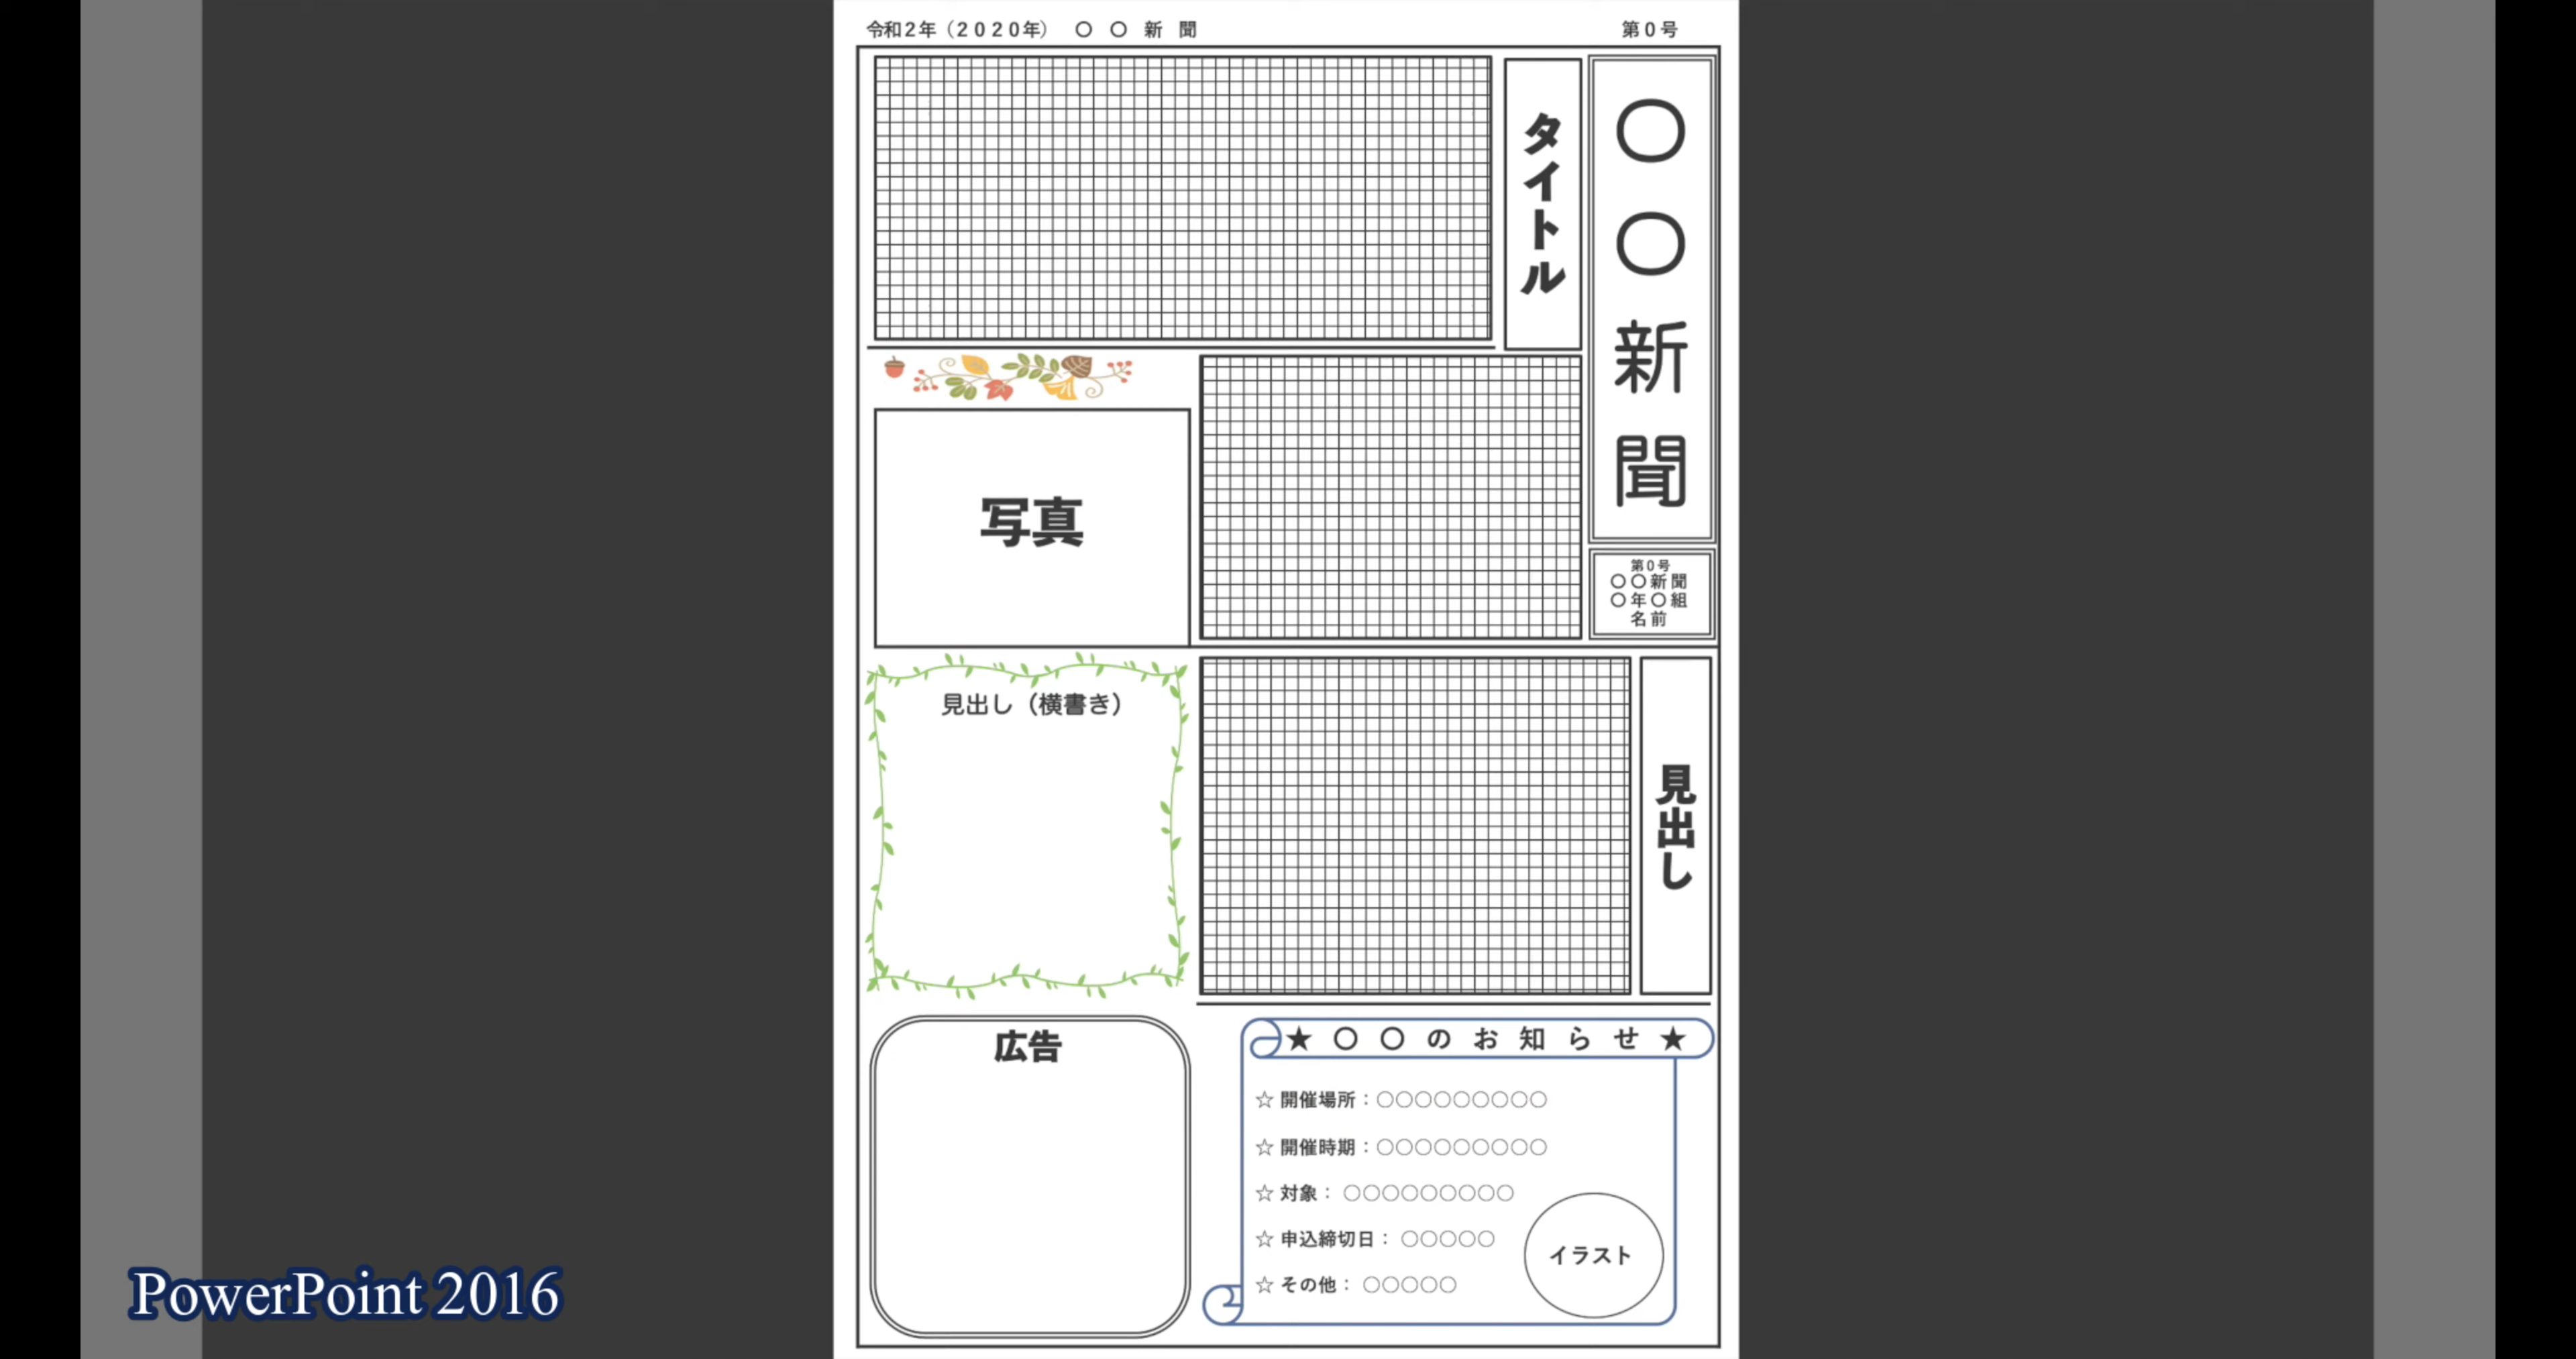 令和2年（2020年） 〇 〇 新 聞
第0号
〇〇新聞
タイトル
第0号
〇〇新聞
〇年〇組
名前
写真
見出し
見出し（横書き）
★ 〇 〇 の お 知 ら せ ★
☆ 開催場所：〇〇〇〇〇〇〇〇〇
☆ 開催時期：〇〇〇〇〇〇〇〇〇
☆ 対象： 〇〇〇〇〇〇〇〇〇
☆ 申込締切日： 〇〇〇〇〇
☆ その他： 〇〇〇〇〇
イラスト
広告
PowerPoint 2016